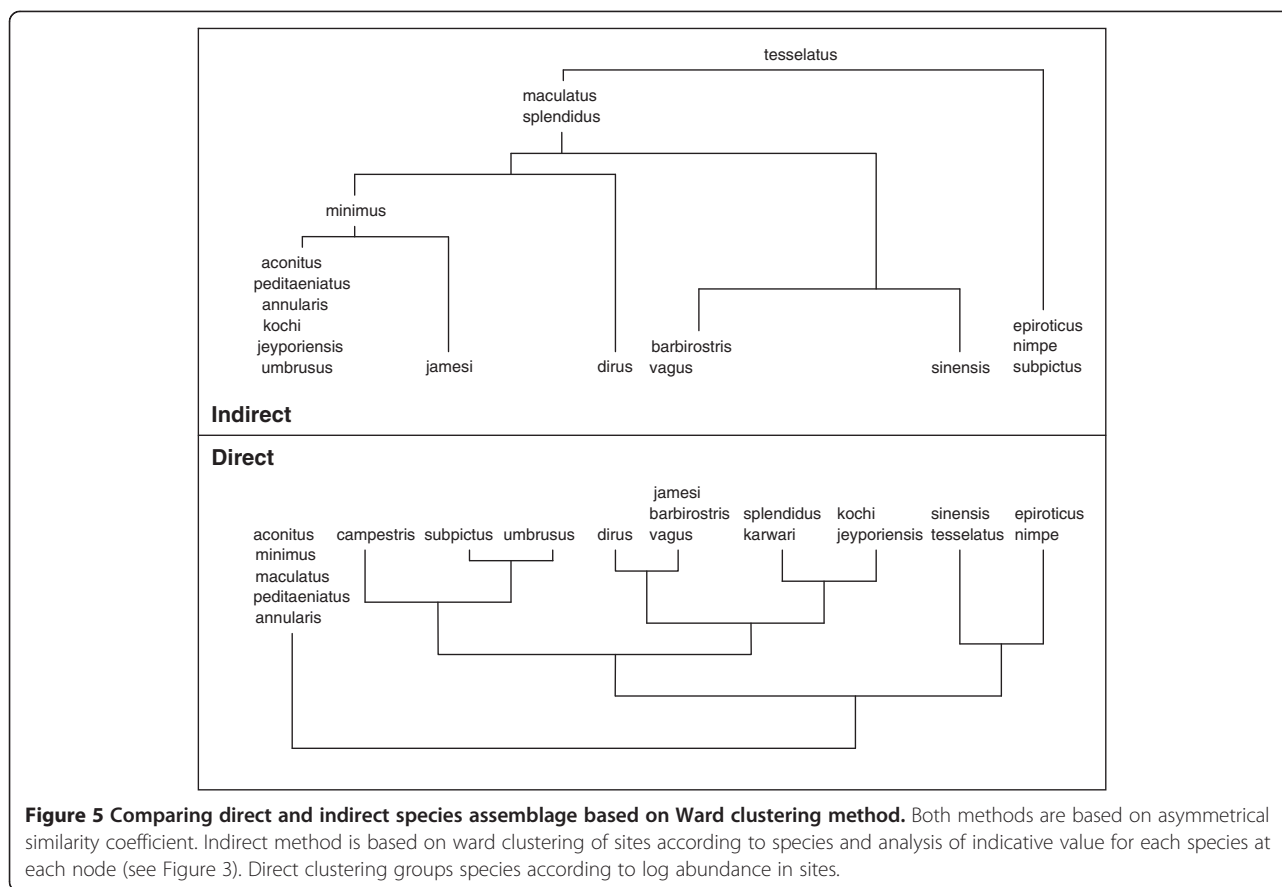 tesselatus
maculatus
splendidus
minimus
aconitus
peditaeniatus
annularis
kochi
jeyporiensis
umbrusus
jamesi
dirus
barbirostris
vagus
sinensis
epiroticus
nimpe
subpictus
Indirect
Direct
aconitus
minimus
maculatus
peditaeniatus
annularis
campestris
subpictus
umbrusus
dirus
jamesi
barbirostris
vagus
splendidus
karwari
kochi
jeyporiensis
sinensis
tesselatus
epiroticus
nimpe
Figure 5 Comparing direct and indirect species assemblage based on Ward clustering method. Both methods are based on asymmetrical
similarity coefficient. Indirect method is based on ward clustering of sites according to species and analysis of indicative value for each species at
each node (see Figure 3). Direct clustering groups species according to log abundance in sites.